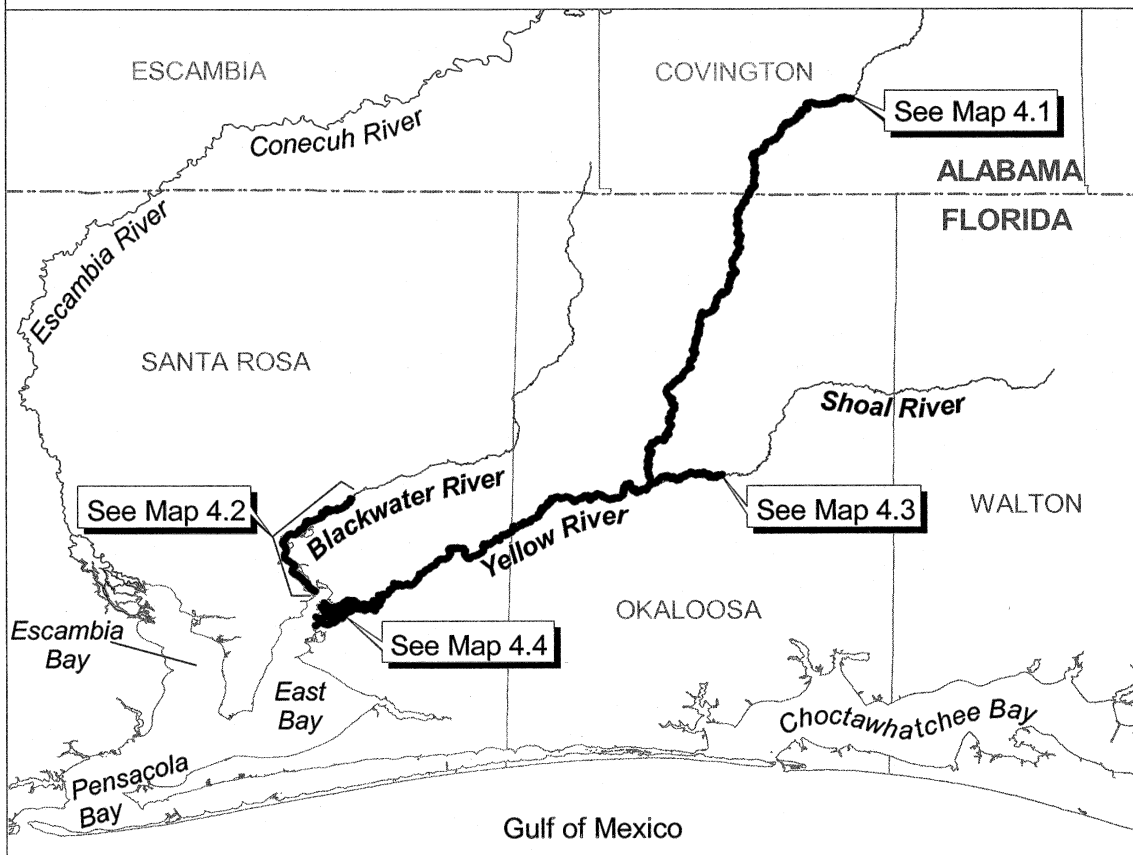 ESCAMBIA
COVINGTON
See Map 4.1
Conecuh River
ALABAMA
FLORIDA
Escambia River
SANTA ROSA
Shoal River
See Map 4.2
Blackwater River
Yellow River
See Map 4.3
WALTON
OKALOOSA
Escambia
Bay
See Map 4.4
East
Bay
Choctawhatchee Bay
Pensacola
Bay
Gulf of Mexico